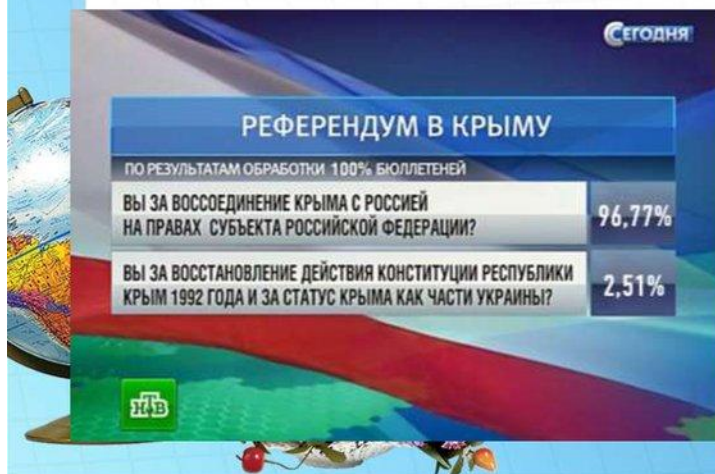 СЕГОДНЯ
РЕФЕРЕНДУМ В КРЫМУ
ПО РЕЗУЛЬТАТАМ ОБРАБОТКИ 100% БЮЛЛЕТЕНЕЙ
ВЫ ЗА ВОССОЕДИНЕНИЕ КРЫМА С РОССИЕЙ
НА ПРАВАХ СУБЪЕКТА РОССИЙСКОЙ ФЕДЕРАЦИИ?
96,77%
ВЫ ЗА ВОССТАНОВЛЕНИЕ ДЕЙСТВИЯ КОНСТИТУЦИИ РЕСПУБЛИКИ
КРЫМ 1992 ГОДА И ЗА СТАТУС КРЫМА КАК ЧАСТИ УКРАИНЫ?
2,51%
НТВ